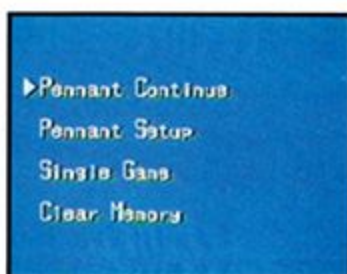 Pennant Continue
Pennant Setup
Single Game
Clear Memory